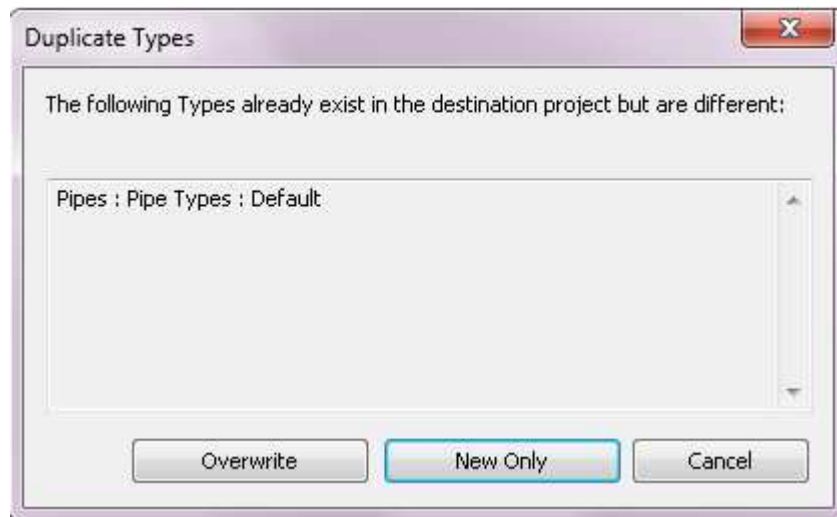 Duplicate Types
The following Types already exist in the destination project but are different:
Pipes : Pipe Types : Default
Overwrite
New Only
Cancel